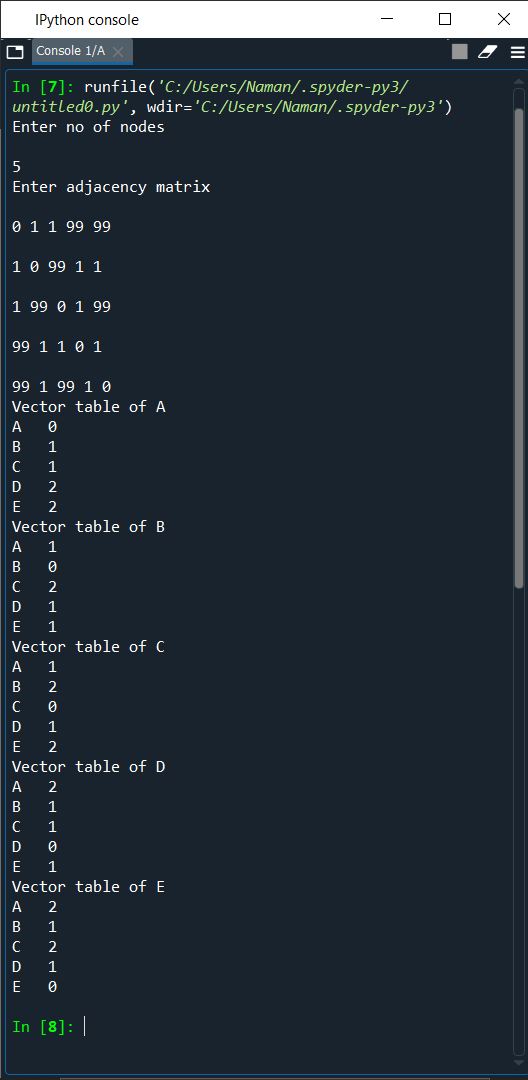 IPython console
Console 1/A
In [7]: runfile('C:/Users/Naman/.spyder-py3/
untitled0.py', wdir='C:/Users/Naman/.spyder-py3')
Enter no of nodes
5
Enter adjacency matrix
0 1 1 99 99
1 0 99 1 1
1 99 0 1 99
99 1 1 0 1
99 1 99 1 0
Vector table of A
A 0
B 1
C 1
D 2
E 2
Vector table of B
A 1
B 0
C 2
D 1
E 1
Vector table of C
A 1
B 2
C 0
D 1
E 2
Vector table of D
A 2
B 1
C 1
D 0
E 1
Vector table of E
A 2
B 1
C 2
D 1
E 0
In [8]: